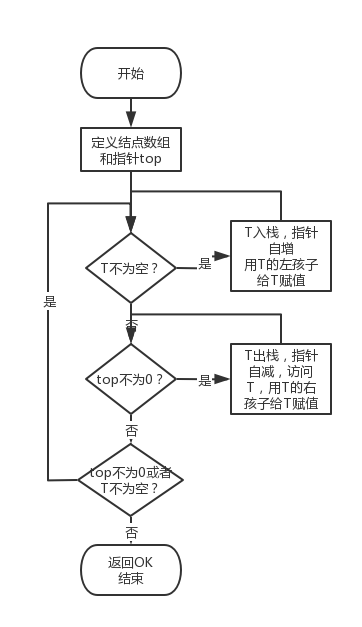 开始
定义结点数组
和指针top
T不为空？
是
T入栈，指针
自增
用T的左孩子
给T赋值
是
否
top不为0？
是
T出栈，指针
自减，访问
T，用T的右
孩子给T赋值
否
top不为0或者
T不为空？
否
返回OK
结束